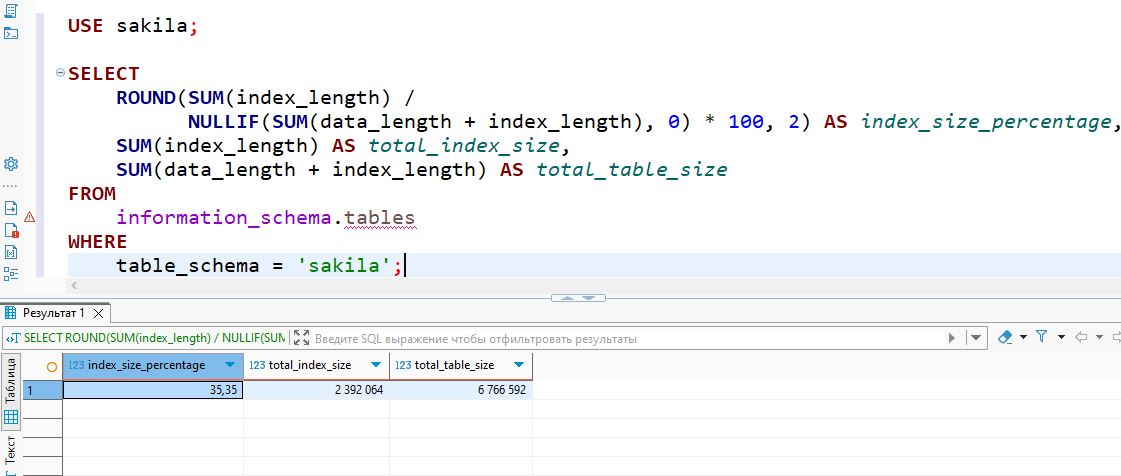 USE sakila;
SELECT
ROUND(SUM(index_length) /
NULLIF(SUM(data_length + index_length), 0) * 100, 2) AS index_size_percentage,
SUM(index_length) AS total_index_size,
SUM(data_length + index_length) AS total_table_size
FROM
information_schema.tables
WHERE
table_schema = 'sakila';
Результат 1
SELECT ROUND(SUM(index_length) / NULLIF(SUM
Введите SQL выражение чтобы отфильтровать результаты
Таблица
Текст
123 index_size_percentage 123 total_index_size 123 total_table_size
1 35,35 2 392 064 6 766 592